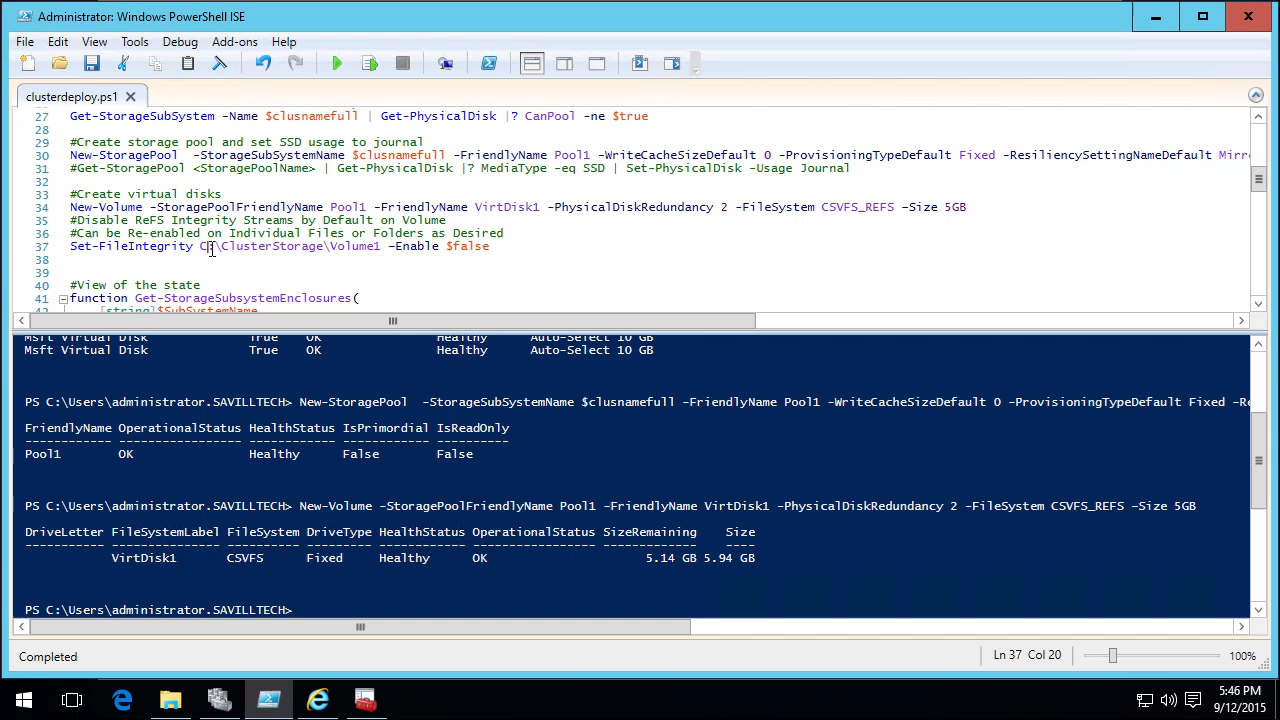 Administrator: Windows PowerShell ISE
File Edit View Tools Debug Add-ons Help
clusterdeploy.ps1
27 Get-StorageSubSystem -Name $clusnamefull | Get-PhysicalDisk |? CanPool -ne $true
28
29 #Create storage pool and set SSD usage to journal
30 New-StoragePool -StorageSubSystemName $clusnamefull -FriendlyName Pool1 -WriteCacheSizeDefault 0 -ProvisioningTypeDefault Fixed -ResiliencySettingNameDefault Mirr
31 #Get-StoragePool <StoragePoolName> | Get-PhysicalDisk |? MediaType -eq SSD | Set-PhysicalDisk -Usage Journal
32
33 #Create virtual disks
34 New-Volume -StoragePoolFriendlyName Pool1 -FriendlyName VirtDisk1 -PhysicalDiskRedundancy 2 -FileSystem CSVFS_REFS -Size 5GB
35 #Disable ReFS Integrity Streams by Default on Volume
36 #Can be Re-enabled on Individual Files or Folders as Desired
37 Set-FileIntegrity C:\ClusterStorage\Volume1 -Enable $false
38
39
40 #View of the state
41 function Get-StorageSubsystemEnclosures(
42 [string]$SubSystemName
Msft Virtual Disk True OK Healthy Auto-Select 10 GB
Msft Virtual Disk True OK Healthy Auto-Select 10 GB
PS C:\Users\administrator.SAVILLTECH> New-StoragePool -StorageSubSystemName $clusnamefull -FriendlyName Pool1 -WriteCacheSizeDefault 0 -ProvisioningTypeDefault Fixed -Re
FriendlyName OperationalStatus HealthStatus IsPrimordial IsReadOnly
------------ ----------------- ------------ ------------ ----------
Pool1 OK Healthy False False
PS C:\Users\administrator.SAVILLTECH> New-Volume -StoragePoolFriendlyName Pool1 -FriendlyName VirtDisk1 -PhysicalDiskRedundancy 2 -FileSystem CSVFS_REFS -Size 5GB
DriveLetter FileSystemLabel FileSystem DriveType HealthStatus OperationalStatus SizeRemaining Size
----------- --------------- ---------- --------- ------------ ----------------- ------------- ----
VirtDisk1 CSVFS Fixed Healthy OK 5.14 GB 5.94 GB
PS C:\Users\administrator.SAVILLTECH>
Completed Ln 37 Col 20 100%
5:46 PM
9/12/2015